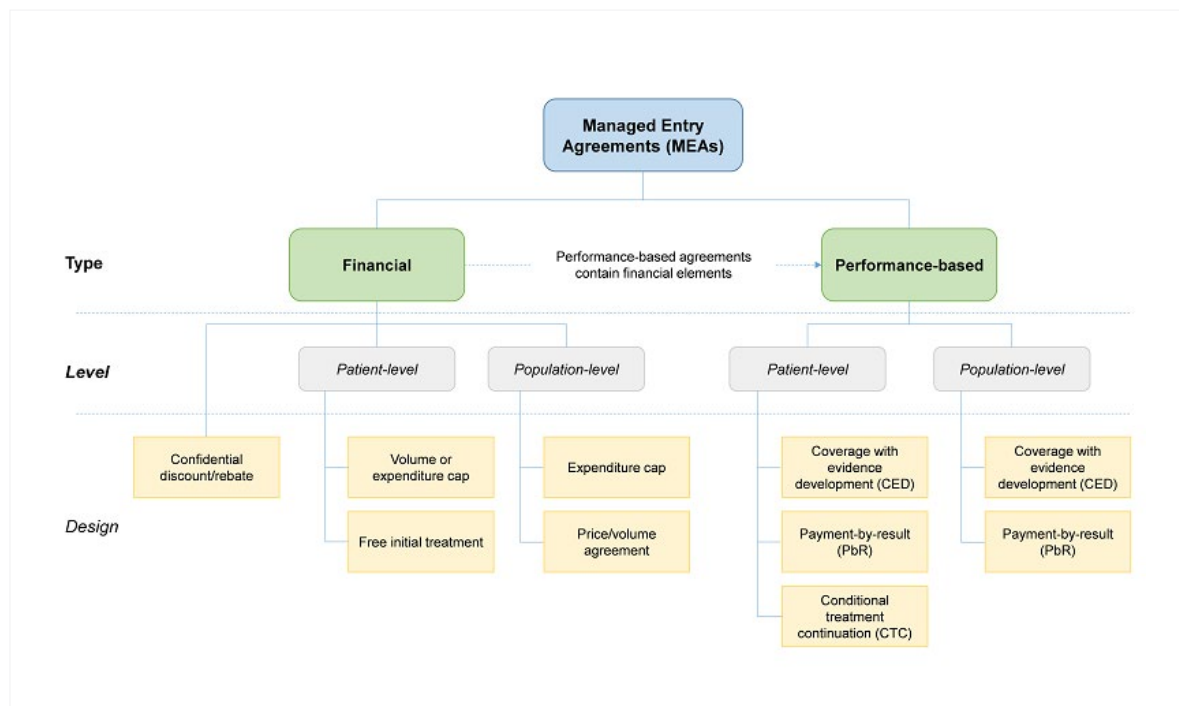 Managed Entry
Agreements (MEAs)
Type
Financial
Performance-based agreements
contain financial elements
Performance-based
Level
Patient-level
Population-level
Patient-level
Population-level
Design
Confidential
discount/rebate
Volume or
expenditure cap
Free initial treatment
Expenditure cap
Price/volume
agreement
Coverage with
evidence
development (CED)
Payment-by-result
(PbR)
Conditional
treatment
continuation (CTC)
Coverage with
evidence
development (CED)
Payment-by-result
(PbR)